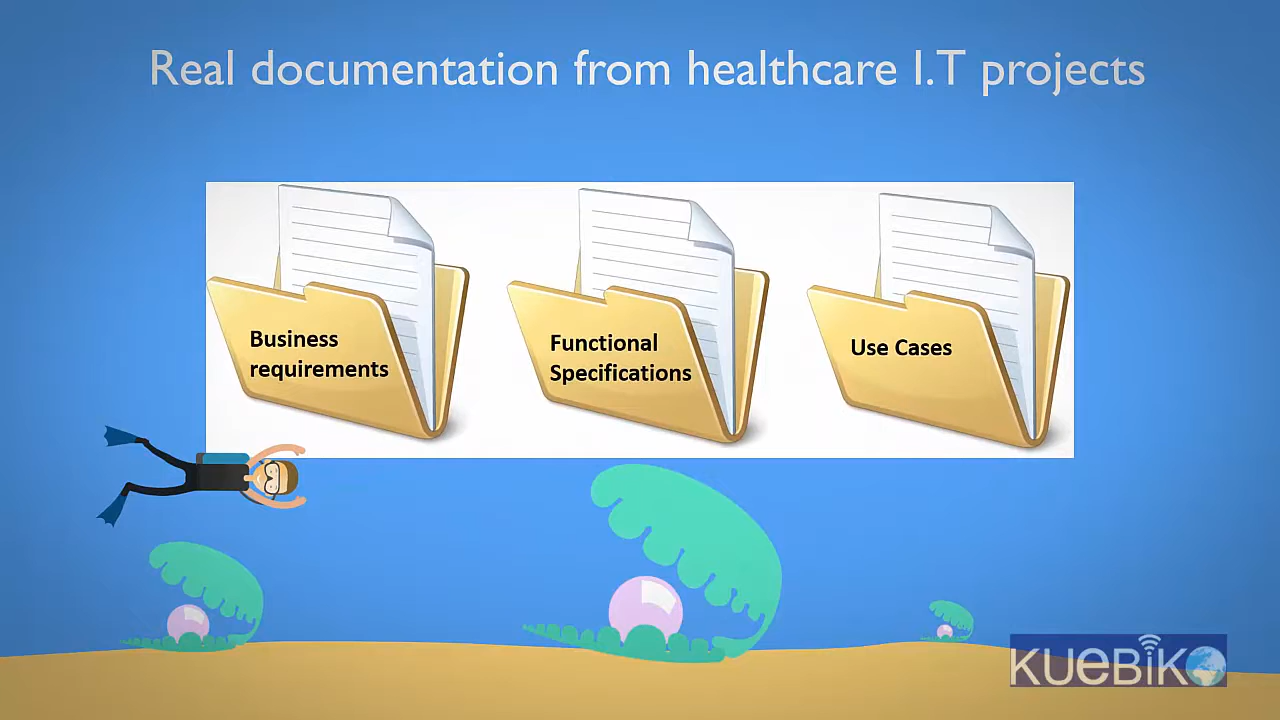 Real documentation from healthcare I.T projects
Business
requirements
Functional
Specifications
Use Cases
KUEBIKO